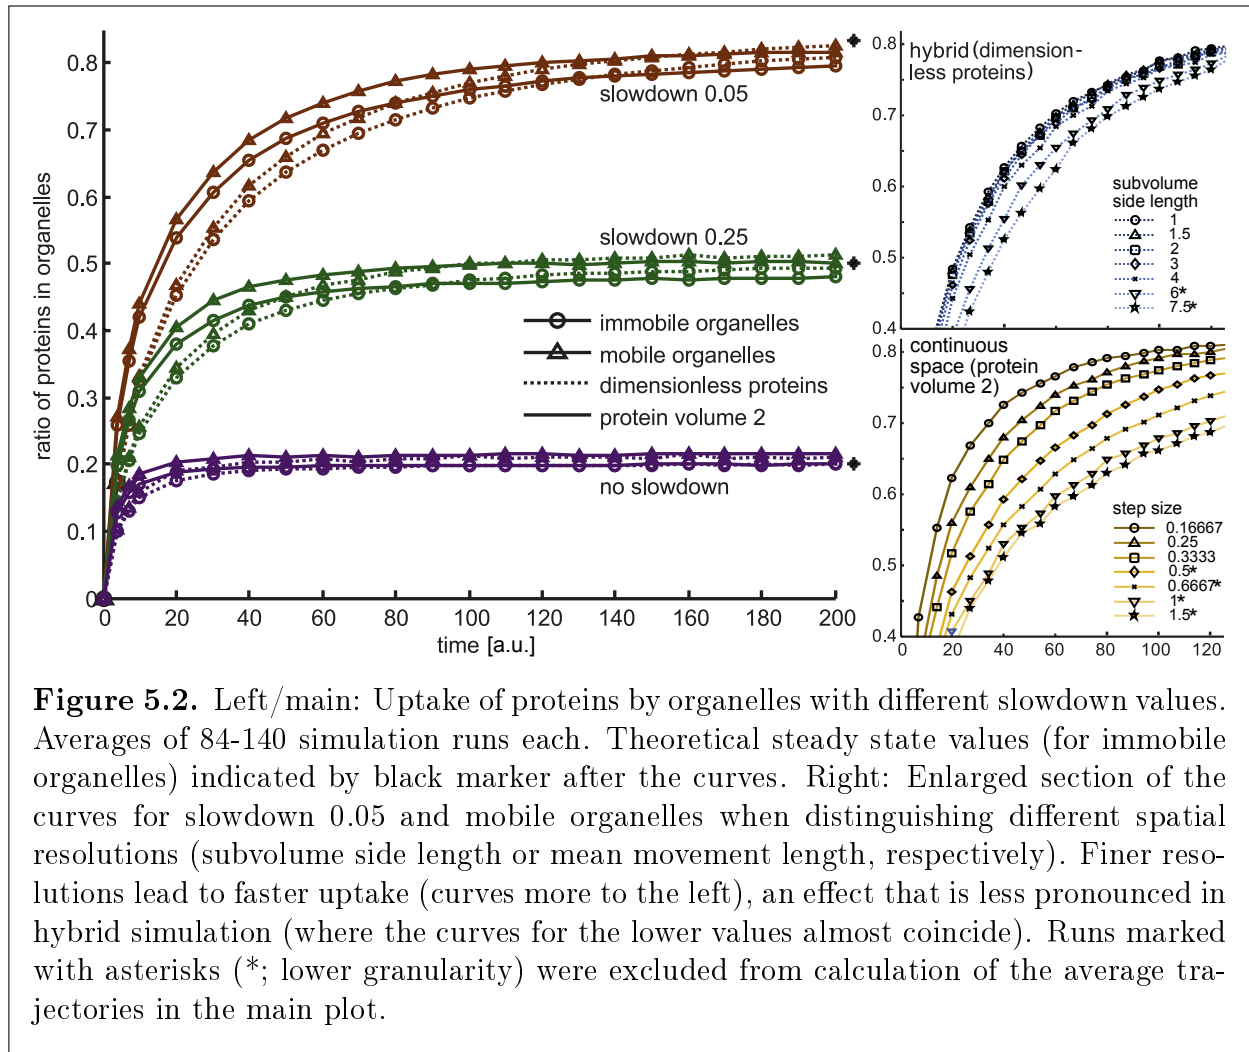 0.8
0.7
0.6
0.5
0.4
0.3
0.2
0.1
0
0 20 40 60 80 100 120 140 160 180 200
ratio of proteins in organelles
time [a.u.]
slowdown 0.05
slowdown 0.25
no slowdown
immobile organelles
mobile organelles
dimensionless proteins
protein volume 2
0.8
0.7
0.6
0.5
0.4
hybrid (dimension-
less proteins)
subvolume
side length
1
1.5
2
3
4
6*
7.5*
0.8
0.7
0.6
0.5
0.4
0 20 40 60 80 100 120
continuous
space (protein
volume 2)
step size
0.16667
0.25
0.3333
0.5*
0.6667*
1*
1.5*
Figure 5.2. Left/main: Uptake of proteins by organelles with different slowdown values.
Averages of 84-140 simulation runs each. Theoretical steady state values (for immobile
organelles) indicated by black marker after the curves. Right: Enlarged section of the
curves for slowdown 0.05 and mobile organelles when distinguishing different spatial
resolutions (subvolume side length or mean movement length, respectively). Finer reso-
lutions lead to faster uptake (curves more to the left), an effect that is less pronounced in
hybrid simulation (where the curves for the lower values almost coincide). Runs marked
with asterisks (*; lower granularity) were excluded from calculation of the average tra-
jectories in the main plot.